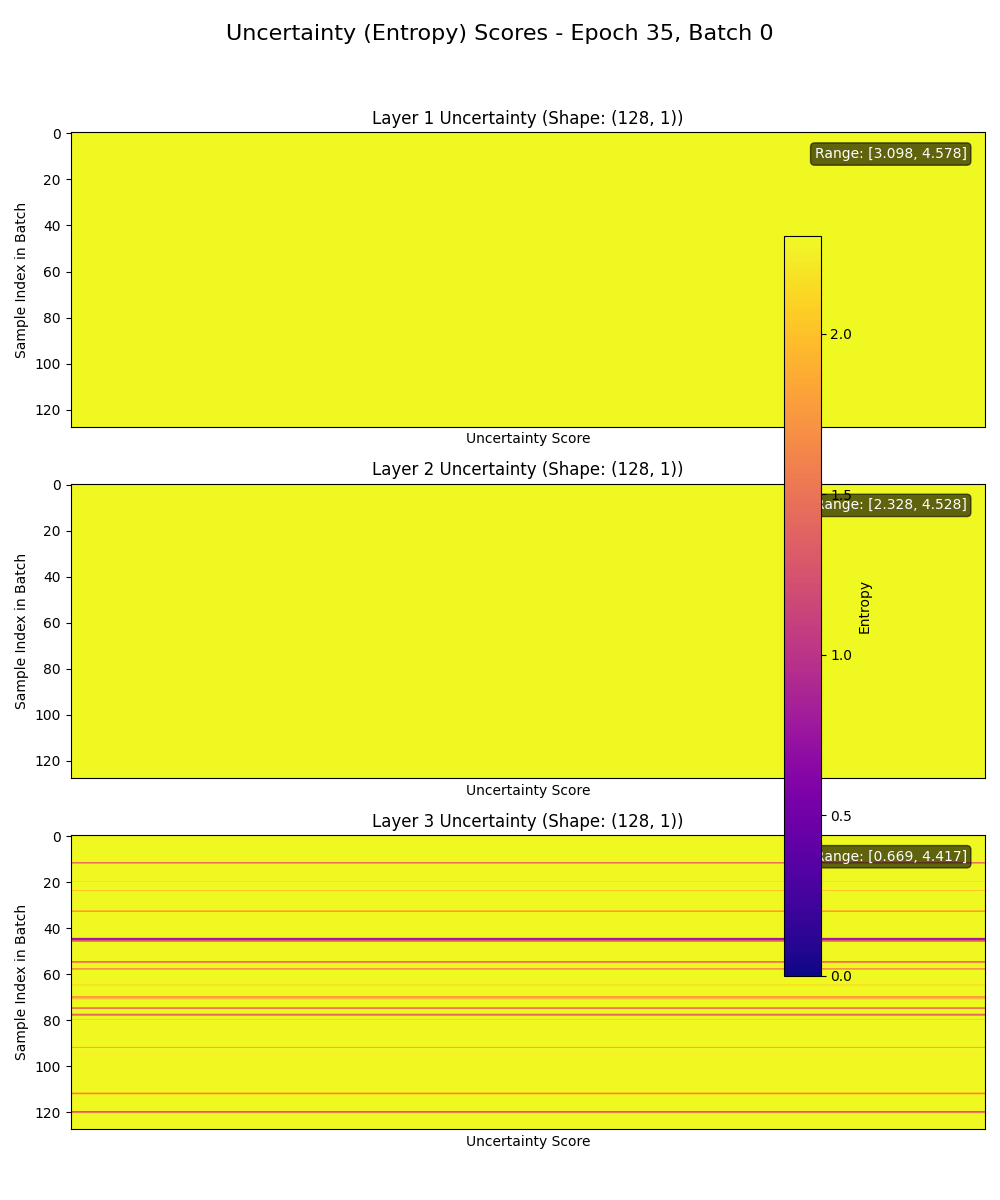 Uncertainty (Entropy) Scores - Epoch 35, Batch 0
Layer 1 Uncertainty (Shape: (128, 1))
Range: [3.098, 4.578]
0
20
40
60
80
100
120
Sample Index in Batch
Uncertainty Score
Layer 2 Uncertainty (Shape: (128, 1))
Range: [2.328, 4.528]
0
20
40
60
80
100
120
Sample Index in Batch
Uncertainty Score
Layer 3 Uncertainty (Shape: (128, 1))
Range: [0.669, 4.417]
0
20
40
60
80
100
120
Sample Index in Batch
Uncertainty Score
2.0
1.5
1.0
0.5
0.0
Entropy